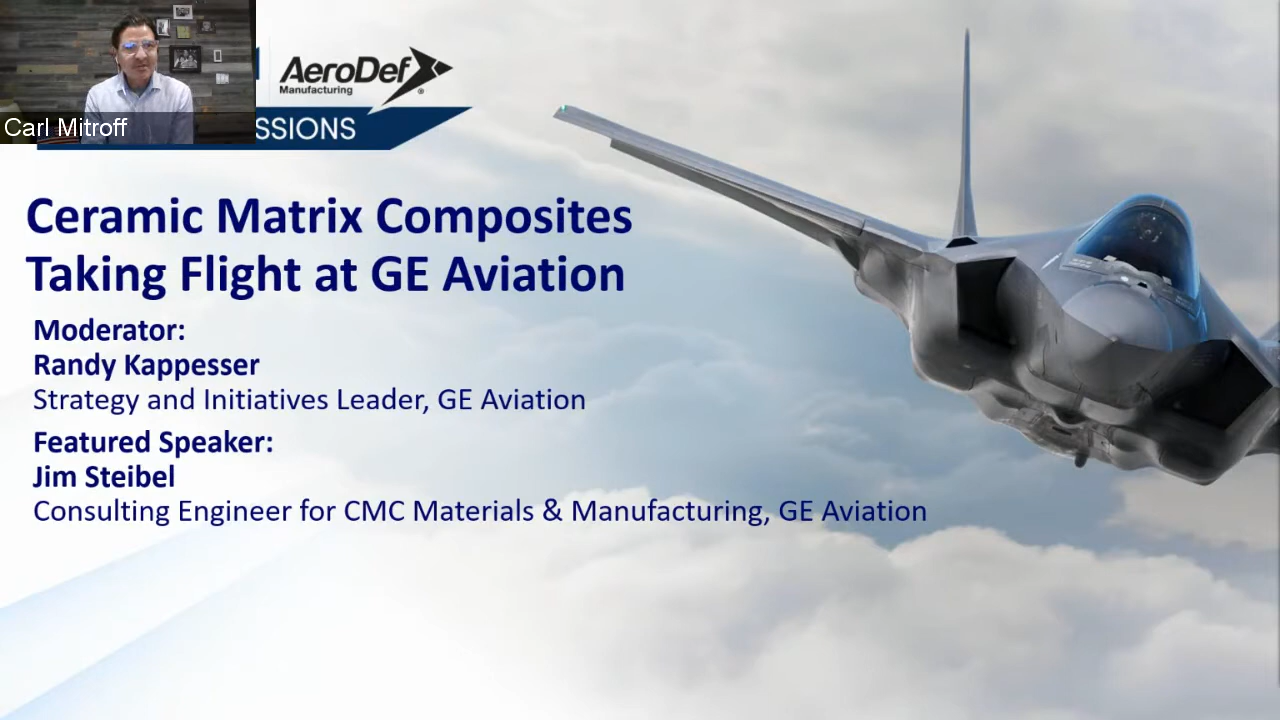 Carl Mitroff
AeroDef
Manufacturing
®
SSIONS
Ceramic Matrix Composites
Taking Flight at GE Aviation
Moderator:
Randy Kappesser
Strategy and Initiatives Leader, GE Aviation
Featured Speaker:
Jim Steibel
Consulting Engineer for CMC Materials & Manufacturing, GE Aviation